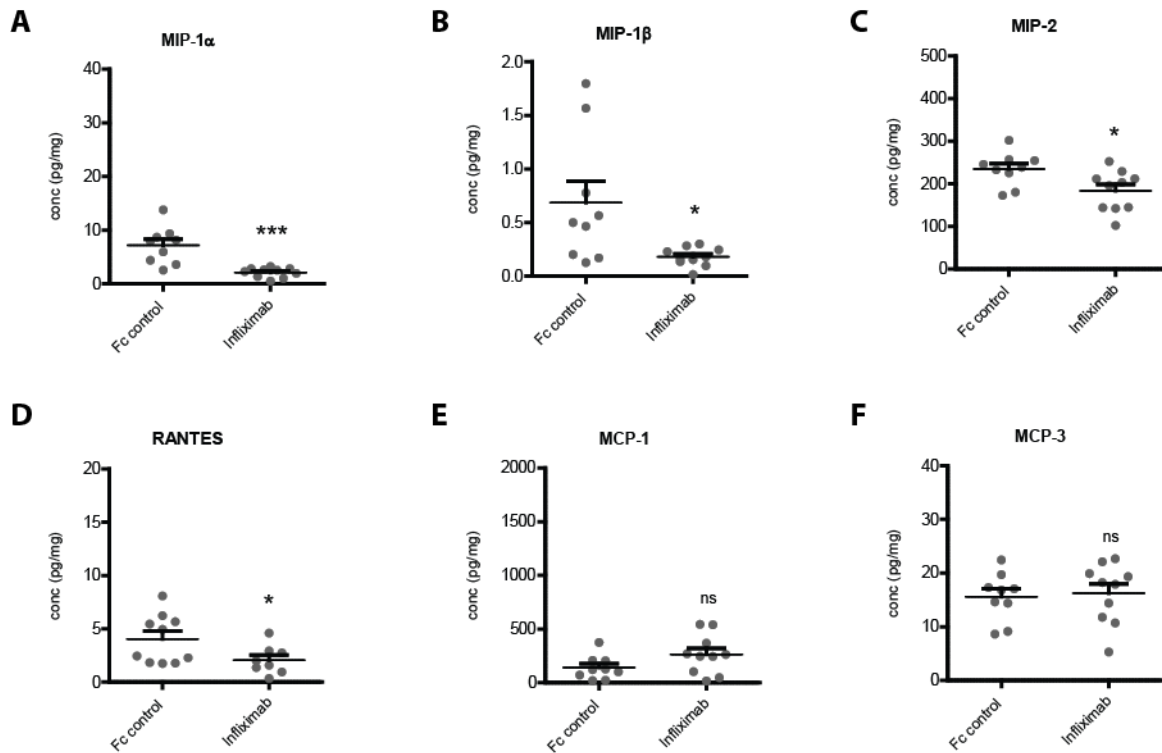 A
MIP-1α
conc (pg/mg)
40
30
20
10
0
***
Fc control
Infliximab
B
MIP-1β
conc (pg/mg)
2.0
1.5
1.0
0.5
0.0
*
Fc control
Infliximab
C
MIP-2
conc (pg/mg)
500
400
300
200
100
0
*
Fc control
Infliximab
D
RANTES
conc (pg/mg)
20
15
10
5
0
*
Fc control
Infliximab
E
MCP-1
conc (pg/mg)
2000
1500
1000
500
0
ns
Fc control
Infliximab
F
MCP-3
conc (pg/mg)
40
30
20
10
0
ns
Fc control
Infliximab